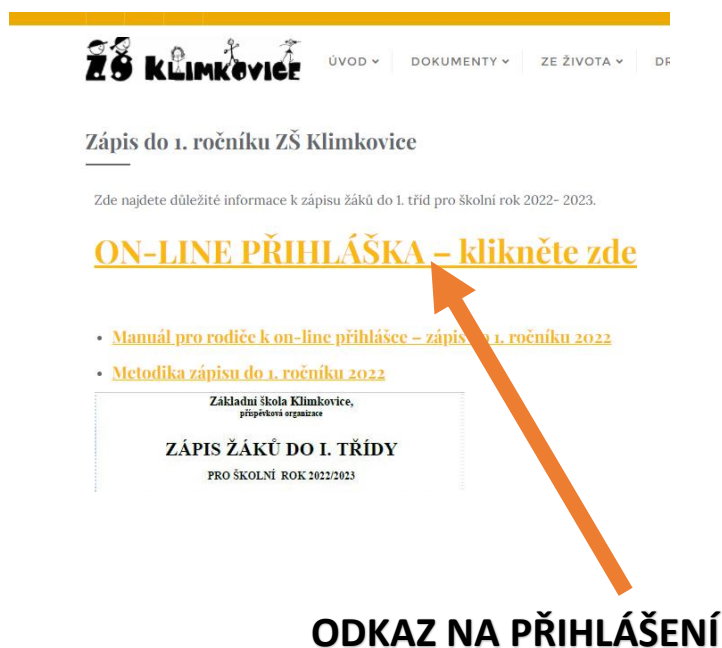 ZŠ KLIMKOVICE
ÚVOD
DOKUMENTY
ZE ŽIVOTA
Zápis do 1. ročníku ZŠ Klimkovice
Zde najdete důležité informace k zápisu žáků do 1. tříd pro školní rok 2022- 2023.
ON-LINE PŘIHLÁŠKA – klikněte zde
• Manuál pro rodiče k on-line přihlášce – zápis do 1. ročníku 2022
• Metodika zápisu do 1. ročníku 2022
Základní škola Klimkovice,
příspěvková organizace
ZÁPIS ŽÁKŮ DO I. TŘÍDY
PRO ŠKOLNÍ ROK 2022/2023
ODKAZ NA PŘIHLÁŠENÍ